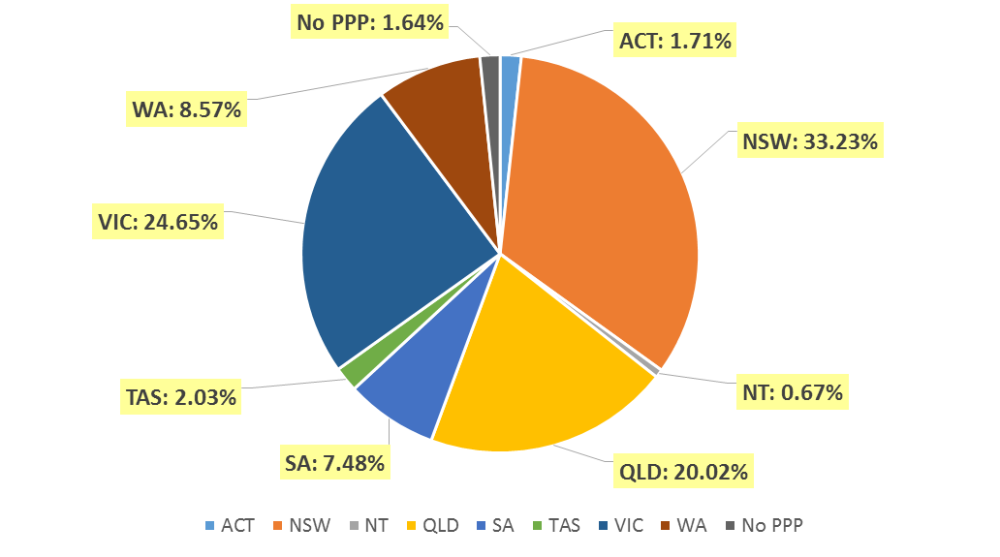 No PPP: 1.64%
ACT: 1.71%
WA: 8.57%
NSW: 33.23%
VIC: 24.65%
TAS: 2.03%
NT: 0.67%
SA: 7.48%
QLD: 20.02%
ACT NSW NT QLD SA TAS VIC WA No PPP